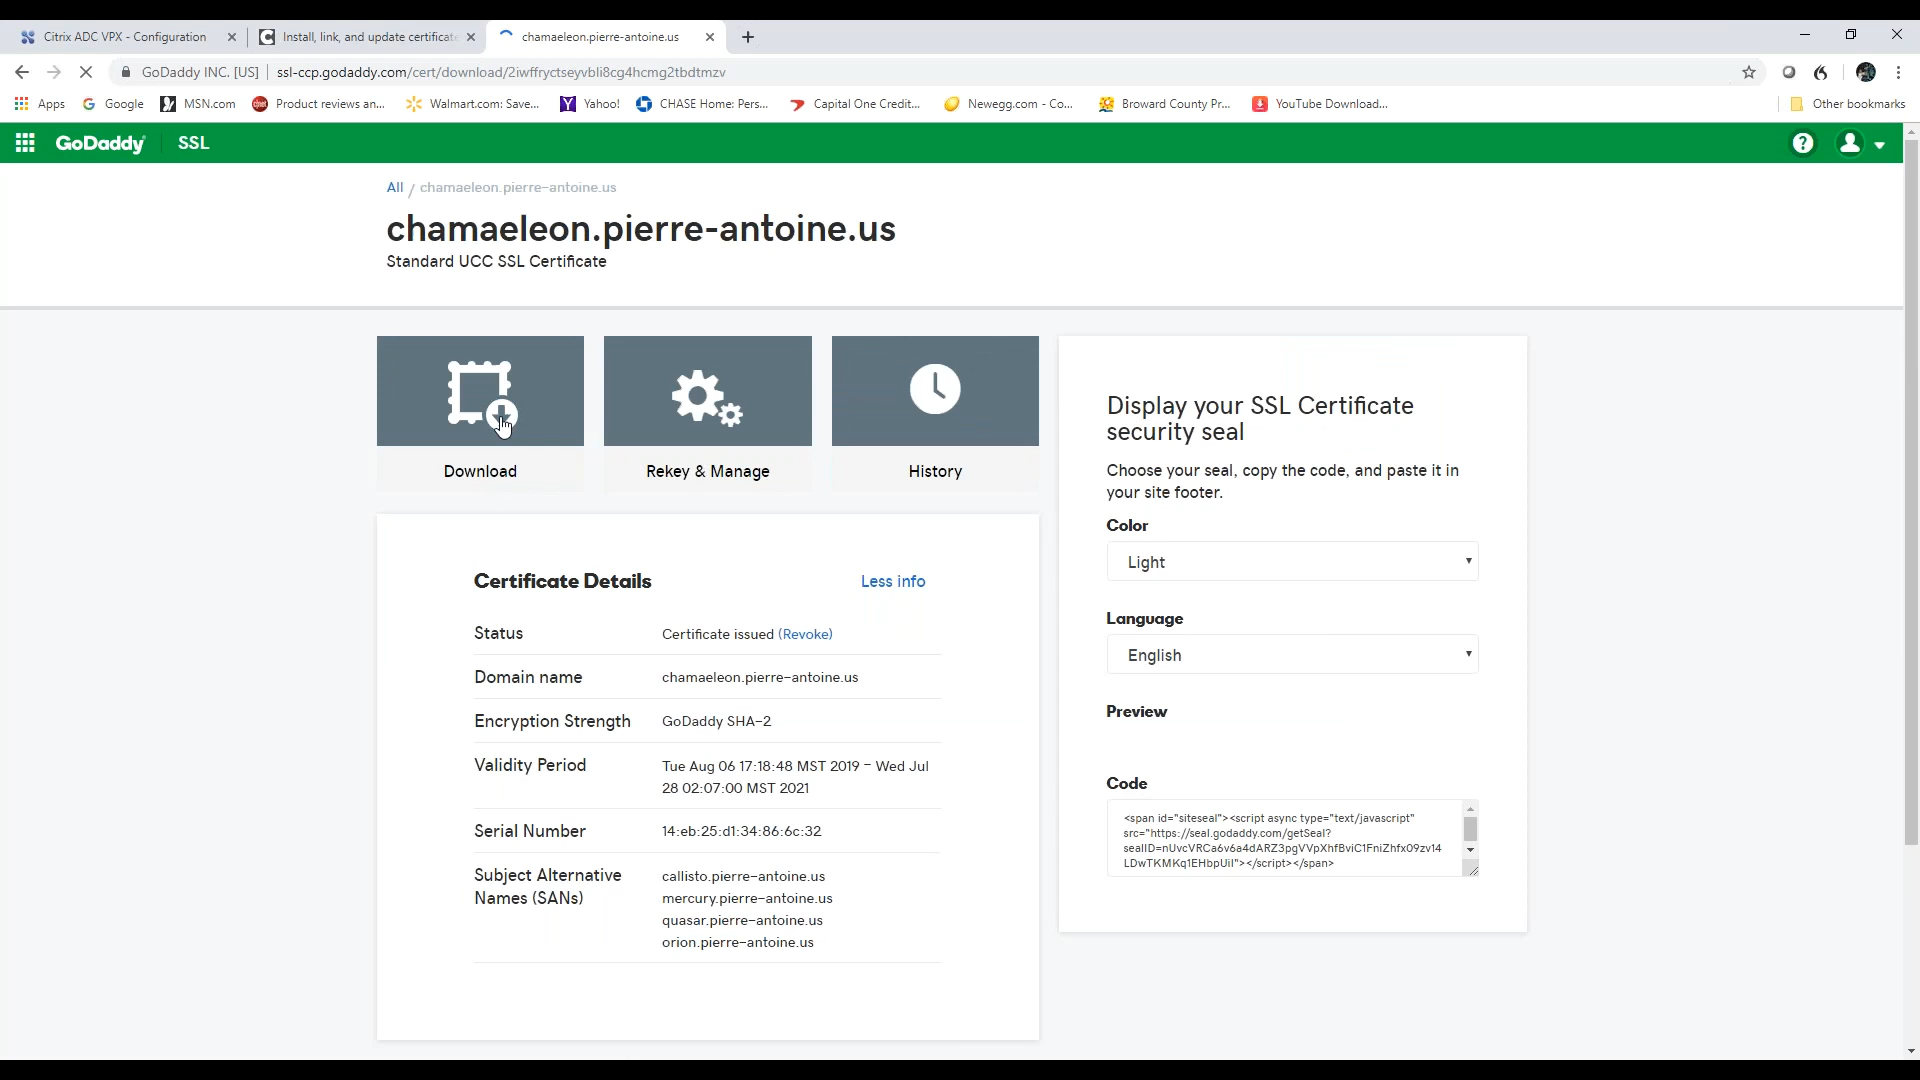 Citrix ADC VPX - Configuration
Install, link, and update certificate
chamaeleon.pierre-antoine.us
GoDaddy INC. [US]
ssl-ccp.godaddy.com/cert/download/2iwffryctseyvbli8cg4hcmg2tbdtmzv
Apps
Google
MSN.com
Product reviews an...
Walmart.com: Save...
Yahoo!
CHASE Home: Pers...
Capital One Credit...
Newegg.com - Co...
Broward County Pr...
YouTube Download...
Other bookmarks
GoDaddy
SSL
?
All / chamaeleon.pierre-antoine.us
chamaeleon.pierre-antoine.us
Standard UCC SSL Certificate
Download
Rekey & Manage
History
Certificate Details
Less info
Status
Certificate issued (Revoke)
Domain name
chamaeleon.pierre-antoine.us
Encryption Strength
GoDaddy SHA-2
Validity Period
Tue Aug 06 17:18:48 MST 2019 - Wed Jul
28 02:07:00 MST 2021
Serial Number
14:eb:25:d1:34:86:6c:32
Subject Alternative
Names (SANs)
callisto.pierre-antoine.us
mercury.pierre-antoine.us
quasar.pierre-antoine.us
orion.pierre-antoine.us
Display your SSL Certificate
security seal
Choose your seal, copy the code, and paste it in
your site footer.
Color
Light
Language
English
Preview
Code
<span id="siteseal"><script async type="text/javascript"
src="https://seal.godaddy.com/getSeal?
sealID=nUvcVRCa6v6a4dARZ3pgVVpXhfBviC1FniZhfx09zv14
LDwTKMKq1EHbpUiI"></script></span>